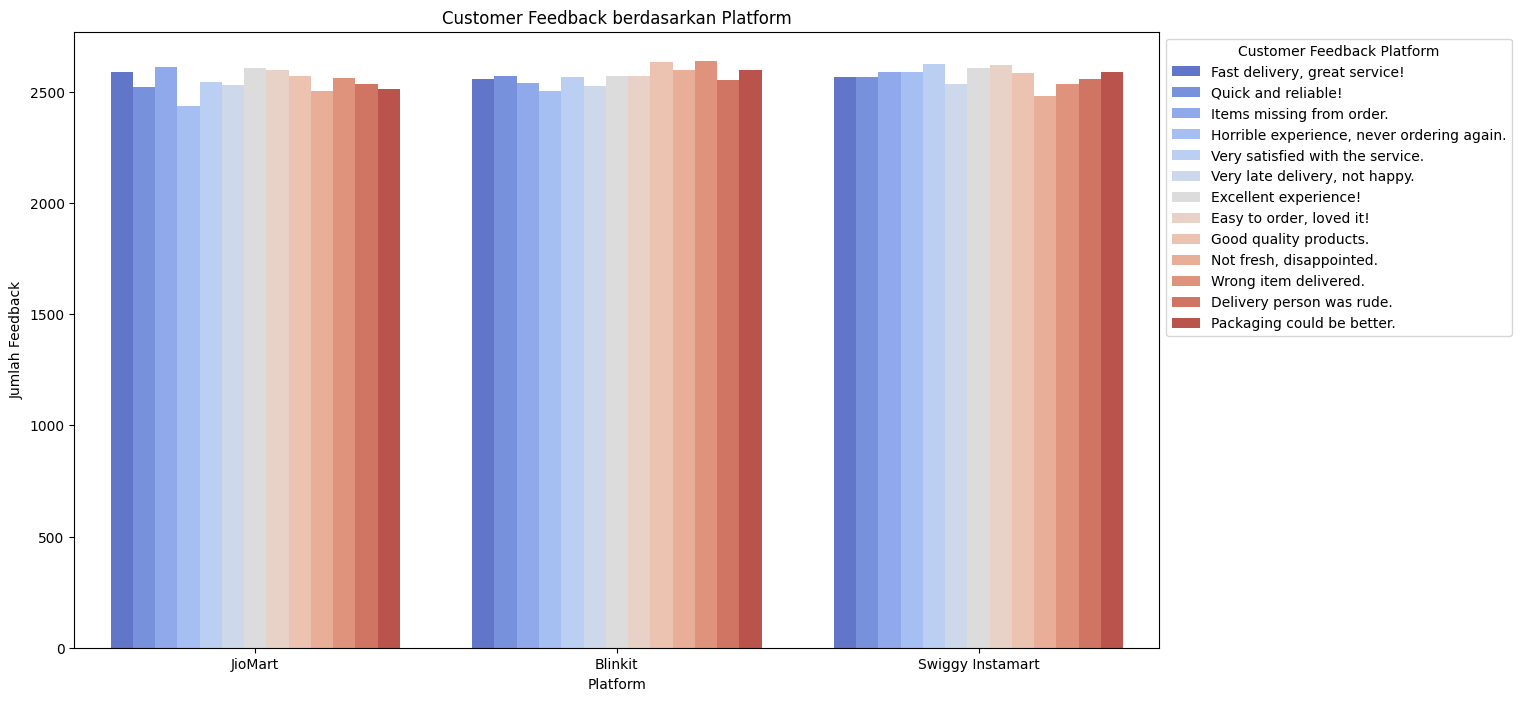 Customer Feedback berdasarkan Platform
Jumlah Feedback
2500
2000
1500
1000
500
0
JioMart
Blinkit
Swiggy Instamart
Platform
Customer Feedback Platform
Fast delivery, great service!
Quick and reliable!
Items missing from order.
Horrible experience, never ordering again.
Very satisfied with the service.
Very late delivery, not happy.
Excellent experience!
Easy to order, loved it!
Good quality products.
Not fresh, disappointed.
Wrong item delivered.
Delivery person was rude.
Packaging could be better.